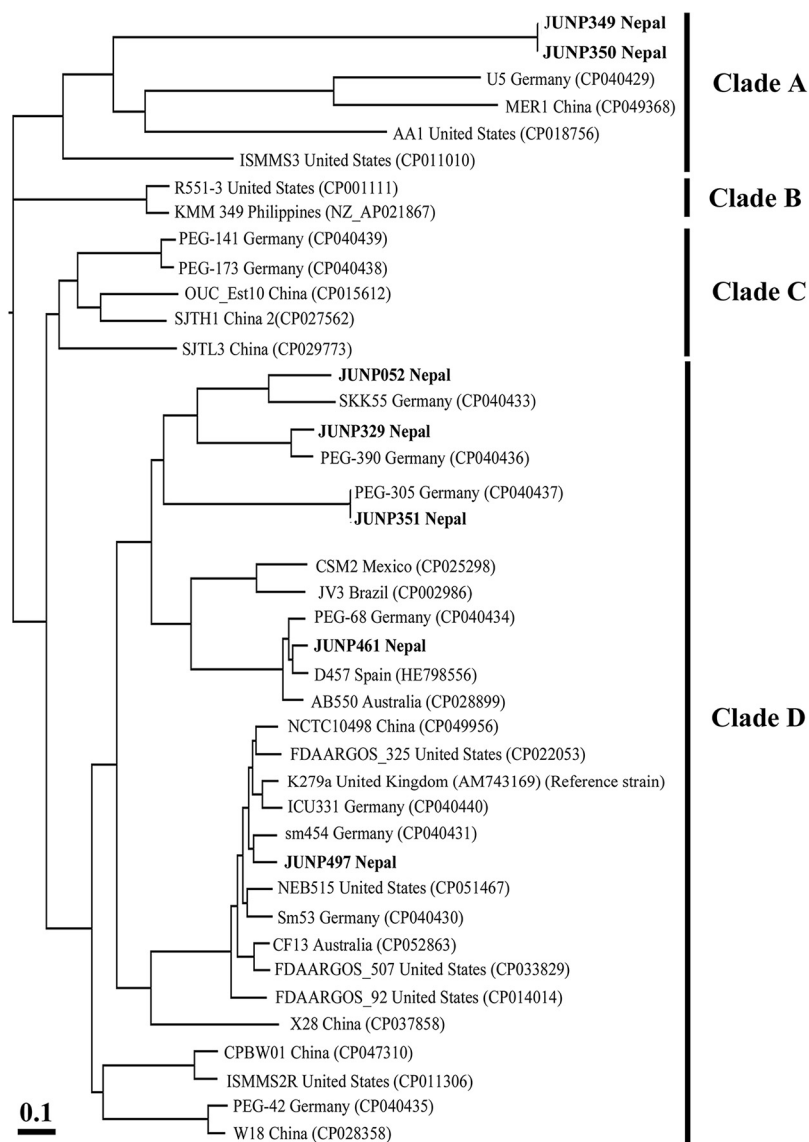 JUNP349 Nepal
JUNP350 Nepal
U5 Germany (CP040429)
Clade A
MER1 China (CP049368)
AA1 United States (CP018756)
ISMMS3 United States (CP011010)
R551-3 United States (CP001111)
Clade B
KMM 349 Philippines (NZ_AP021867)
PEG-141 Germany (CP040439)
PEG-173 Germany (CP040438)
Clade C
OUC_Est10 China (CP015612)
SJTH1 China 2(CP027562)
SJTL3 China (CP029773)
JUNP052 Nepal
SKK55 Germany (CP040433)
JUNP329 Nepal
PEG-390 Germany (CP040436)
PEG-305 Germany (CP040437)
JUNP351 Nepal
CSM2 Mexico (CP025298)
JV3 Brazil (CP002986)
PEG-68 Germany (CP040434)
JUNP461 Nepal
D457 Spain (HE798556)
AB550 Australia (CP028899)
Clade D
NCTC10498 China (CP049956)
FDAARGOS_325 United States (CP022053)
K279a United Kingdom (AM743169) (Reference strain)
ICU331 Germany (CP040440)
sm454 Germany (CP040431)
JUNP497 Nepal
NEB515 United States (CP051467)
Sm53 Germany (CP040430)
CF13 Australia (CP052863)
FDAARGOS_507 United States (CP033829)
FDAARGOS_92 United States (CP014014)
X28 China (CP037858)
CPBW01 China (CP047310)
ISMMS2R United States (CP011306)
PEG-42 Germany (CP040435)
W18 China (CP028358)
0.1